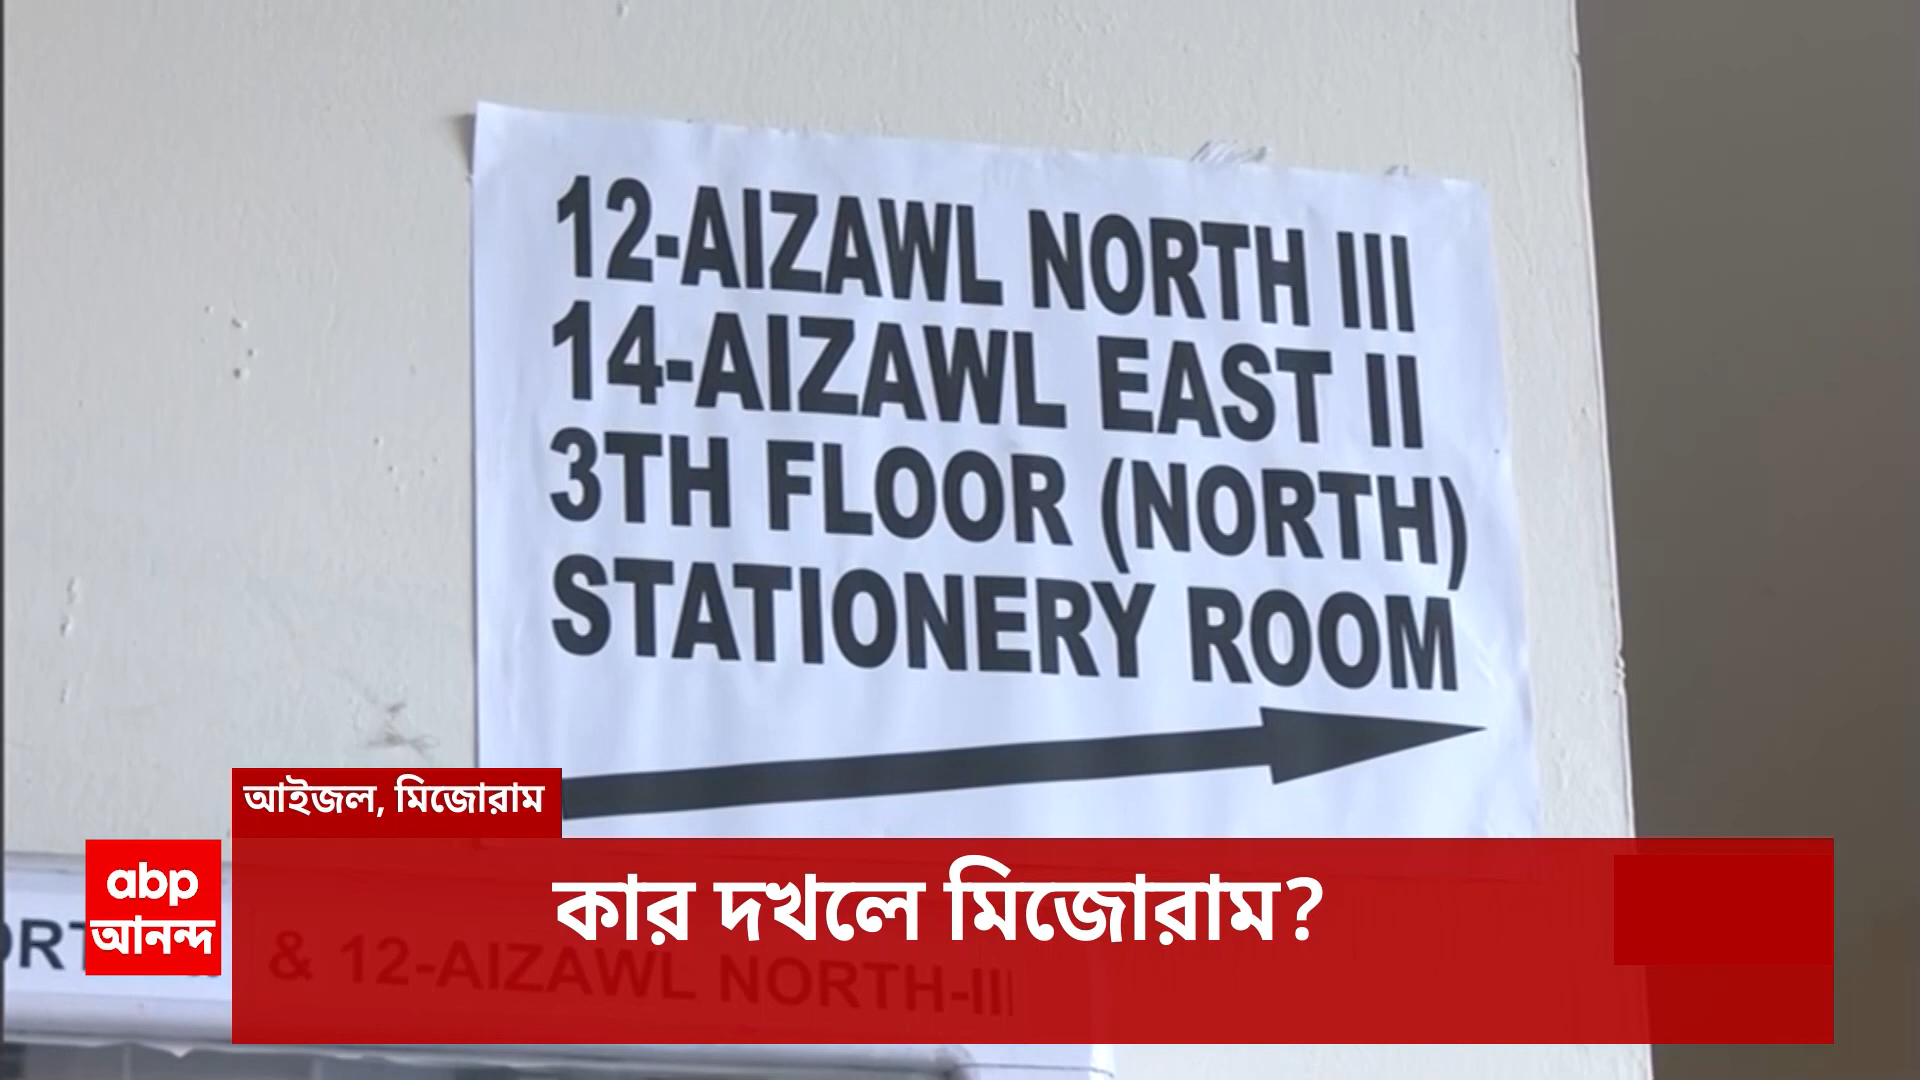 12-AIZAWL NORTH III
14-AIZAWL EAST II
3TH FLOOR (NORTH)
STATIONERY ROOM
আইজল, মিজোরাম
abp
আনন্দ
কার দখলে মিজোরাম?
& 12-AIZAWL NORTH-III